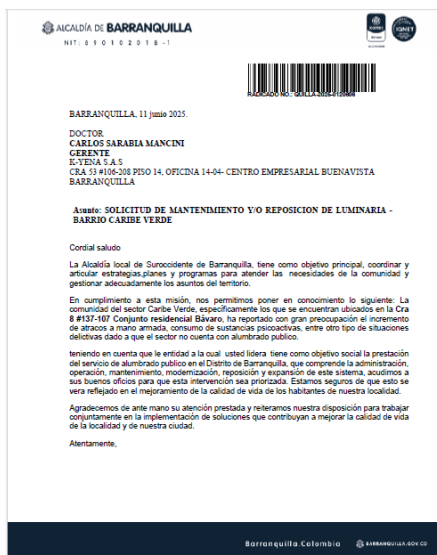 ALCALDÍA DE BARRANQUILLA
NIT: 890102018-1
BARRANQUILLA, 11 junio 2025.
DOCTOR
CARLOS SARABIA MANCINI
GERENTE
K-YENA S.A.S
CRA 53 #106-208 PISO 14, OFICINA 14-04- CENTRO EMPRESARIAL BUENAVISTA
BARRANQUILLA
Asunto: SOLICITUD DE MANTENIMIENTO Y/O REPOSICION DE LUMINARIA -
BARRIO CARIBE VERDE
Cordial saludo
La Alcaldía local de Suroccidente de Barranquilla, tiene como objetivo principal, coordinar y
articular estrategias,planes y programas para atender las necesidades de la comunidad y
gestionar adecuadamente los asuntos del territorio.
En cumplimiento a esta misión, nos permitimos poner en conocimiento lo siguiente: La
comunidad del sector Caribe Verde, específicamente los que se encuentran ubicados en la Cra
8 #137-107 Conjunto residencial Bávaro, ha reportado con gran preocupación el incremento
de atracos a mano armada, consumo de sustancias psicoactivas, entre otro tipo de situaciones
delictivas dado a que el sector no cuenta con alumbrado publico.
teniendo en cuenta que le entidad a la cual usted lidera tiene como objetivo social la prestación
del servicio de alumbrado publico en el Distrito de Barranquilla, que comprende la administración,
operación, mantenimiento, modernización, reposición y expansión de este sistema, acudimos a
sus buenos oficios para que esta intervención sea priorizada. Estamos seguros de que esto se
vera reflejado en el mejoramiento de la calidad de vida de los habitantes de nuestra localidad.
Agradecemos de ante mano su atención prestada y reiteramos nuestra disposición para trabajar
conjuntamente en la implementación de soluciones que contribuyan a mejorar la calidad de vida
de la localidad y de nuestra ciudad.
Atentamente,
Barranquilla.Colombia BARRANQUILLA.GOV.CO